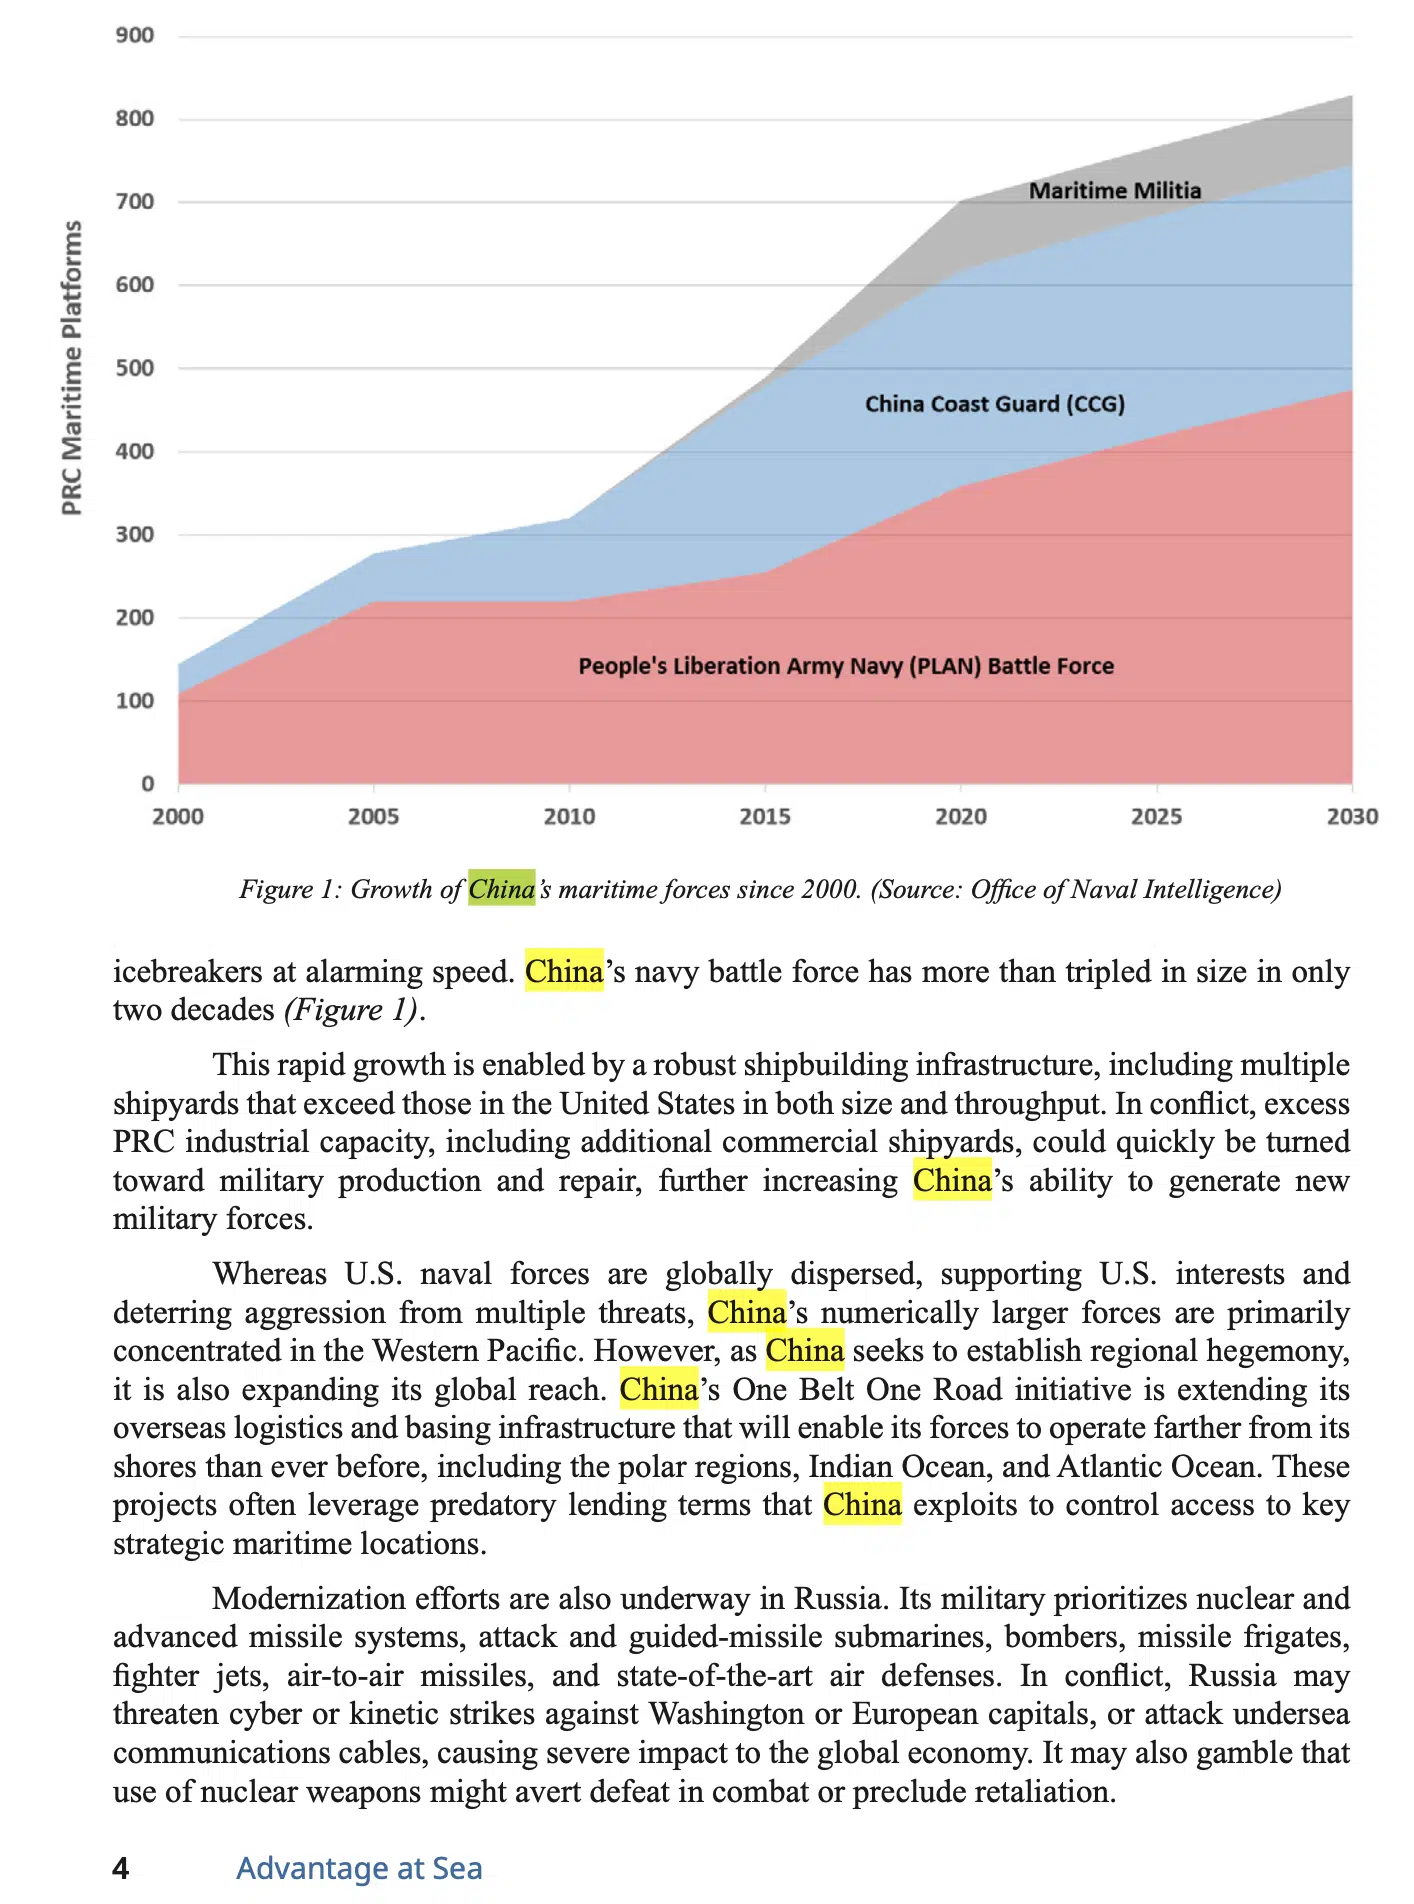 900
800
700
600
500
400
300
200
100
0
PRC Maritime Platforms
Maritime Militia
China Coast Guard (CCG)
People's Liberation Army Navy (PLAN) Battle Force
2000 2005 2010 2015 2020 2025 2030
Figure 1: Growth of China's maritime forces since 2000. (Source: Office of Naval Intelligence)
icebreakers at alarming speed. China's navy battle force has more than tripled in size in only
two decades (Figure 1).
This rapid growth is enabled by a robust shipbuilding infrastructure, including multiple
shipyards that exceed those in the United States in both size and throughput. In conflict, excess
PRC industrial capacity, including additional commercial shipyards, could quickly be turned
toward military production and repair, further increasing China's ability to generate new
military forces.
Whereas U.S. naval forces are globally dispersed, supporting U.S. interests and
deterring aggression from multiple threats, China's numerically larger forces are primarily
concentrated in the Western Pacific. However, as China seeks to establish regional hegemony,
it is also expanding its global reach. China's One Belt One Road initiative is extending its
overseas logistics and basing infrastructure that will enable its forces to operate farther from its
shores than ever before, including the polar regions, Indian Ocean, and Atlantic Ocean. These
projects often leverage predatory lending terms that China exploits to control access to key
strategic maritime locations.
Modernization efforts are also underway in Russia. Its military prioritizes nuclear and
advanced missile systems, attack and guided-missile submarines, bombers, missile frigates,
fighter jets, air-to-air missiles, and state-of-the-art air defenses. In conflict, Russia may
threaten cyber or kinetic strikes against Washington or European capitals, or attack undersea
communications cables, causing severe impact to the global economy. It may also gamble that
use of nuclear weapons might avert defeat in combat or preclude retaliation.
4 Advantage at Sea